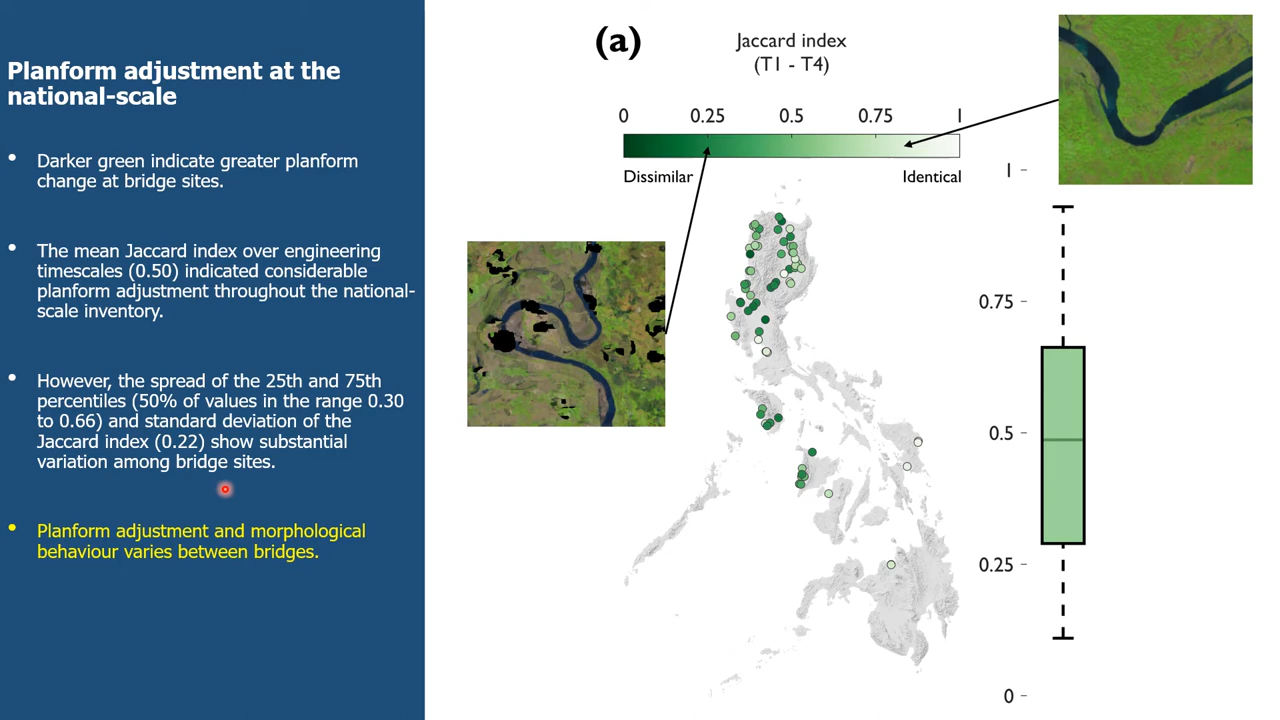 Planform adjustment at the
national-scale
• Darker green indicate greater planform
change at bridge sites.
• The mean Jaccard index over engineering
timescales (0.50) indicated considerable
planform adjustment throughout the national-
scale inventory.
• However, the spread of the 25th and 75th
percentiles (50% of values in the range 0.30
to 0.66) and standard deviation of the
Jaccard index (0.22) show substantial
variation among bridge sites.
• Planform adjustment and morphological
behaviour varies between bridges.
(a)
Jaccard index
(T1 - T4)
0 0.25 0.5 0.75 1
Dissimilar Identical
1
0.75
0.5
0.25
0